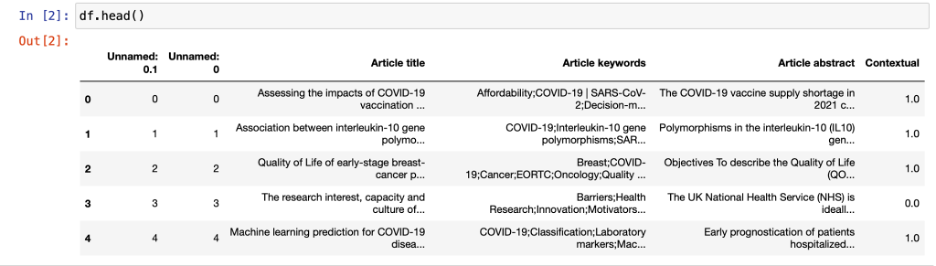 In [2]: df.head()
Out[2]:
Unnamed: 0.1 Unnamed: 0 Article title Article keywords Article abstract Contextual
0 0 0 Assessing the impacts of COVID-19 vaccination ... Affordability;COVID-19 | SARS-CoV-2;Decision-m... The COVID-19 vaccine supply shortage in 2021 c... 1.0
1 1 1 Association between interleukin-10 gene polymo... COVID-19;Interleukin-10 gene polymorphisms;SAR... Polymorphisms in the interleukin-10 (IL10) gen... 1.0
2 2 2 Quality of Life of early-stage breast-cancer p... Breast;COVID-19;Cancer;EORTC;Oncology;Quality ... Objectives To describe the Quality of Life (QO... 1.0
3 3 3 The research interest, capacity and culture of... Barriers;Health Research;Innovation;Motivators... The UK National Health Service (NHS) is ideall... 0.0
4 4 4 Machine learning prediction for COVID-19 disea... COVID-19;Classification;Laboratory markers;Mac... Early prognostication of patients hospitalized... 1.0